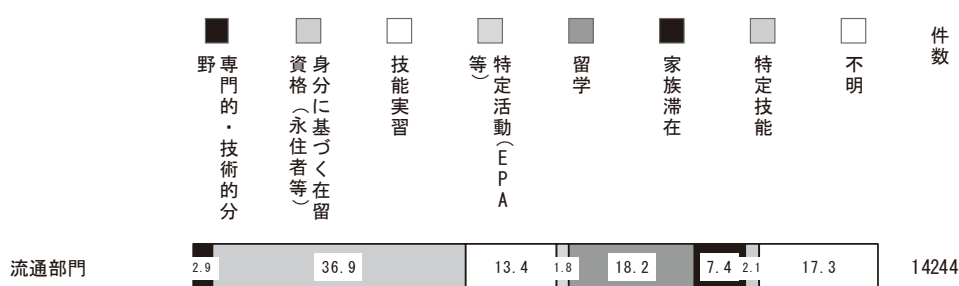 専門的・技術的分
野
身分に基づく在留
資格（永住者等）
技能実習
特定活動（EPA
等）
留学
家族滞在
特定技能
不明
件数
流通部門 2.9 36.9 13.4 1.8 18.2 7.4 2.1 17.3 14244